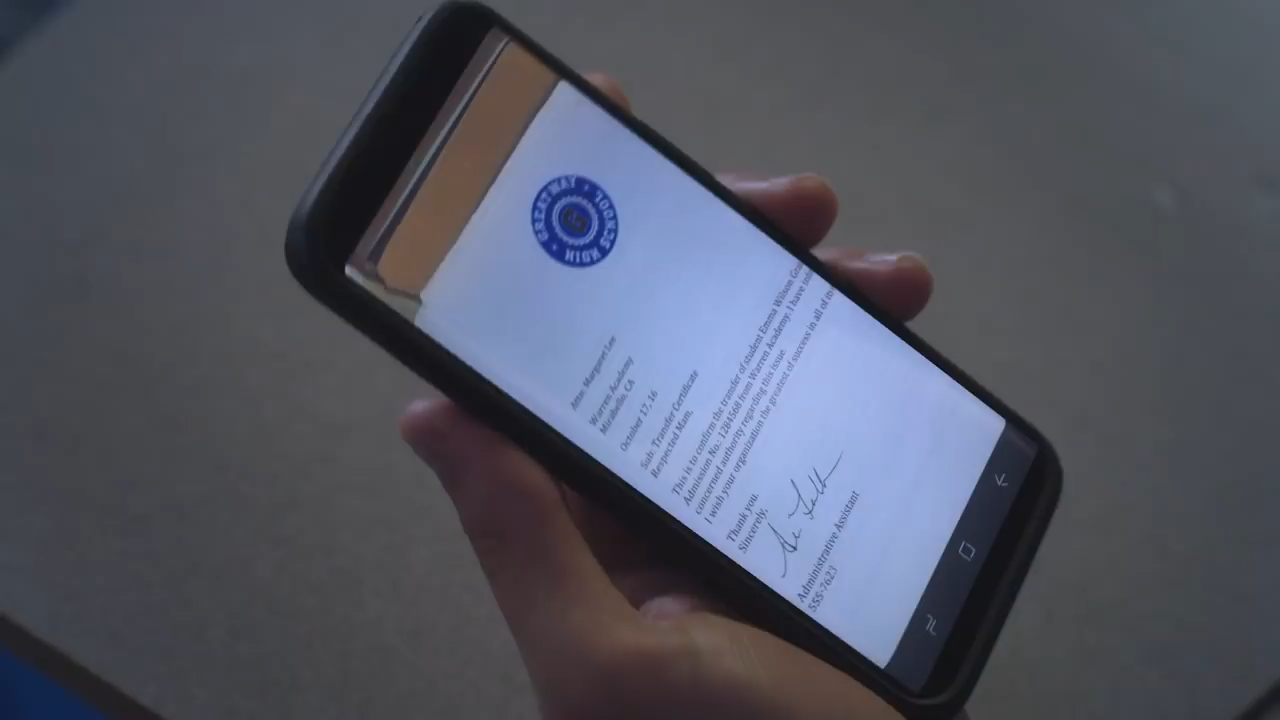 GREATWAY
HIGH SCHOOL
G
Attn: Margaret Lee
Warren Academy
Mirabello, CA
October 17, 16
Sub: Transfer Certificate
Respected Mam,
This is to confirm the transfer of student Emma Wilson
Admission No.: 1284568 from Warren Academy. I have
concerned authority regarding this issue.
I wish your organization the greatest of success in all of
Thank you.
Sincerely,
Administrative Assistant
555-7623